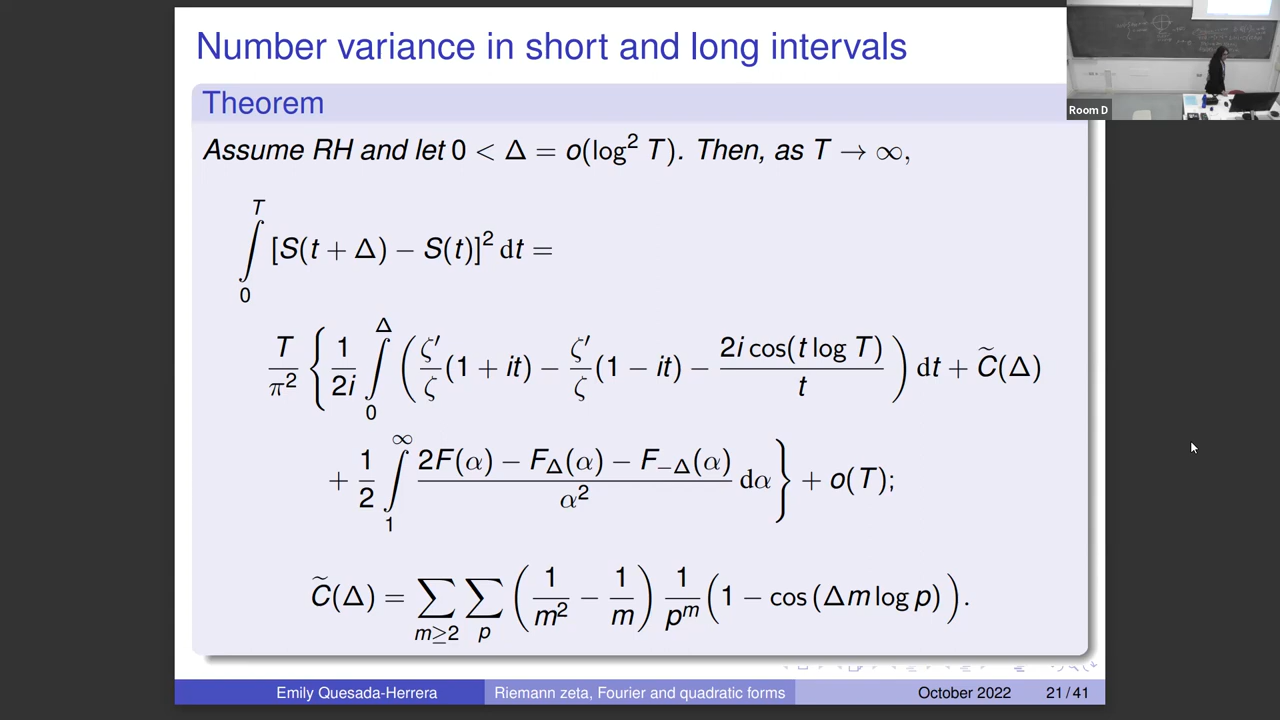 Number variance in short and long intervals
Room D
Theorem
Assume RH and let 0 < Δ = o(log² T). Then, as T → ∞,
∫₀ᵀ [S(t + Δ) − S(t)]² dt =
T/π² { 1/2i ∫₀^Δ ( ζ′/ζ (1 + it) − ζ′/ζ (1 − it) − 2i cos(t log T)/t ) dt + C̃(Δ)
+ 1/2 ∫₁^∞ 2F(α) − F_Δ(α) − F_−Δ(α)/α² dα } + o(T);
C̃(Δ) = ∑_{m≥2} ∑_p ( 1/m² − 1/m ) 1/pᵐ ( 1 − cos (Δm log p) ).
Emily Quesada-Herrera Riemann zeta, Fourier and quadratic forms October 2022 21 / 41